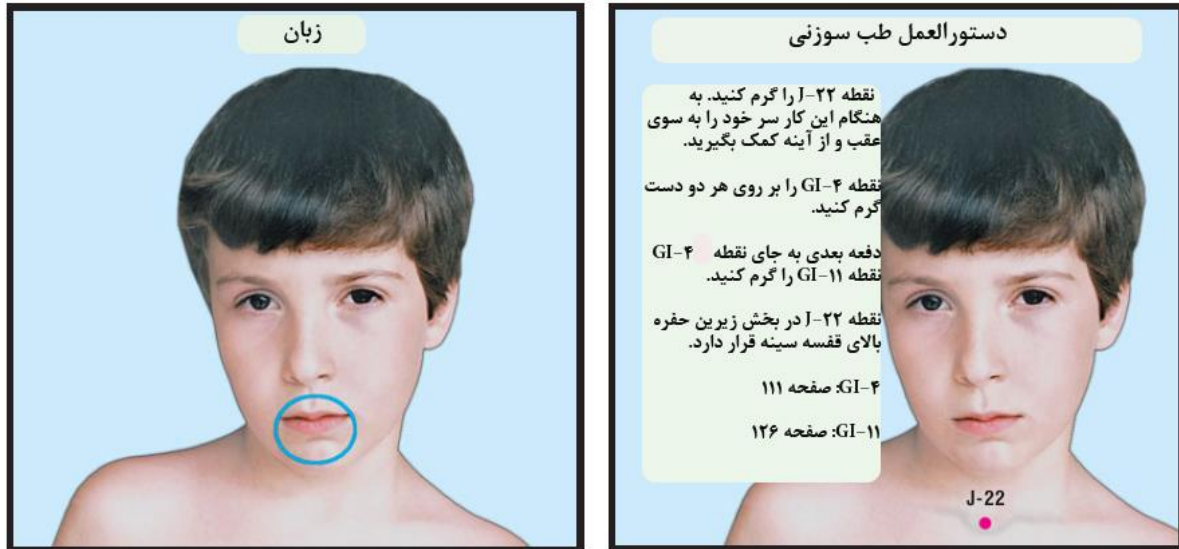 زبان
دستورالعمل طب سوزنی
نقطه J-۲۲ را گرم کنید. به
هنگام این کار سر خود را به سوی
عقب و از آینه کمک بگیرید.
نقطه GI-۴ را بر روی هر دو دست
گرم کنید.
دفعه بعدی به جای نقطه GI-۴
نقطه GI-۱۱ را گرم کنید.
نقطه J-۲۲ در بخش زیرین حفره
بالای قفسه سینه قرار دارد.
GI-۴: صفحه ۱۱۱
GI-۱۱: صفحه ۱۲۶
J-22